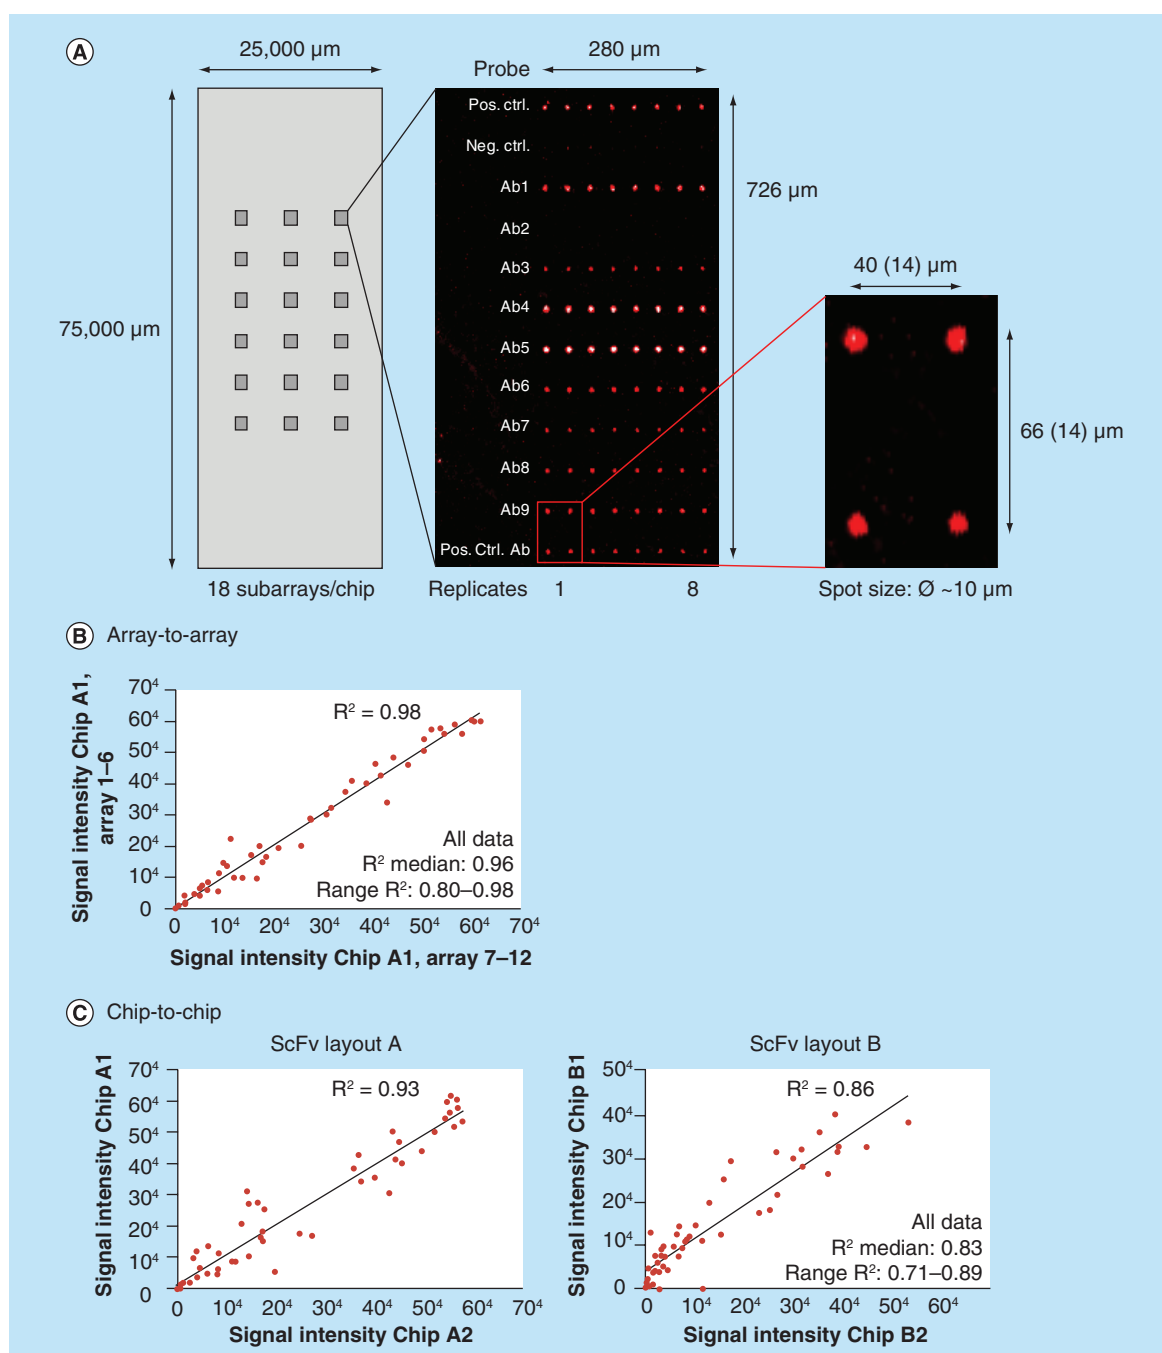 A
25,000 µm
75,000 µm
18 subarrays/chip
Probe
280 µm
Pos. ctrl.
Neg. ctrl.
Ab1
Ab2
Ab3
Ab4
Ab5
Ab6
Ab7
Ab8
Ab9
Pos. Ctrl. Ab
726 µm
Replicates 1 8
40 (14) µm
66 (14) µm
Spot size: Ø ~10 µm
B Array-to-array
Signal intensity Chip A1,
array 1–6
70⁴
60⁴
50⁴
40⁴
30⁴
20⁴
10⁴
0
R² = 0.98
All data
R² median: 0.96
Range R²: 0.80–0.98
0 10⁴ 20⁴ 30⁴ 40⁴ 50⁴ 60⁴ 70⁴
Signal intensity Chip A1, array 7–12
C Chip-to-chip
ScFv layout A
Signal intensity Chip A1
70⁴
60⁴
50⁴
40⁴
30⁴
20⁴
10⁴
0
R² = 0.93
0 10⁴ 20⁴ 30⁴ 40⁴ 50⁴ 60⁴ 70⁴
Signal intensity Chip A2
ScFv layout B
Signal intensity Chip B1
50⁴
40⁴
30⁴
20⁴
10⁴
0
R² = 0.86
All data
R² median: 0.83
Range R²: 0.71–0.89
0 10⁴ 20⁴ 30⁴ 40⁴ 60⁴
Signal intensity Chip B2